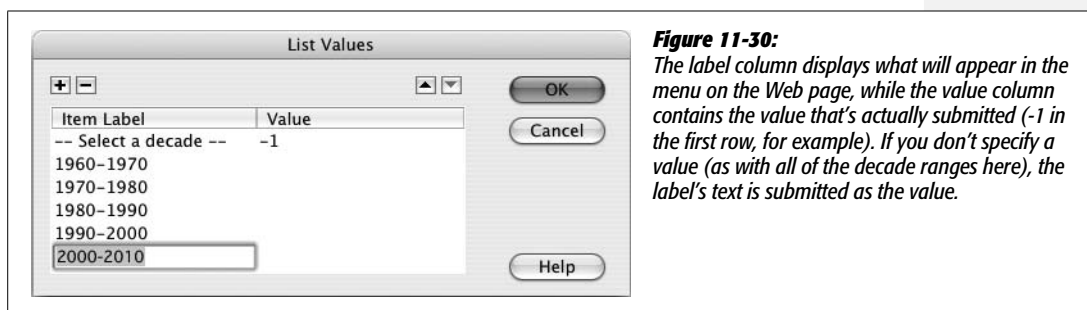 List Values
OK
Cancel
Help
Item Label Value
-- Select a decade -- -1
1960-1970
1970-1980
1980-1990
1990-2000
2000-2010
Figure 11-30:
The label column displays what will appear in the
menu on the Web page, while the value column
contains the value that's actually submitted (-1 in
the first row, for example). If you don't specify a
value (as with all of the decade ranges here), the
label's text is submitted as the value.